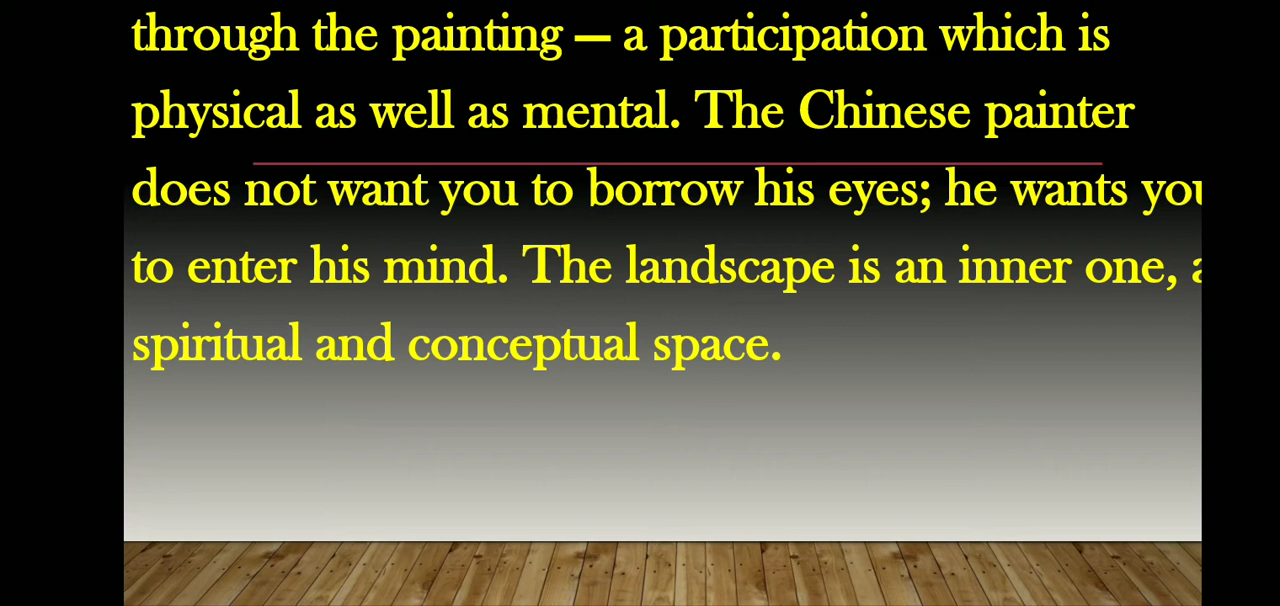 through the painting — a participation which is
physical as well as mental. The Chinese painter
does not want you to borrow his eyes; he wants you
to enter his mind. The landscape is an inner one, a
spiritual and conceptual space.